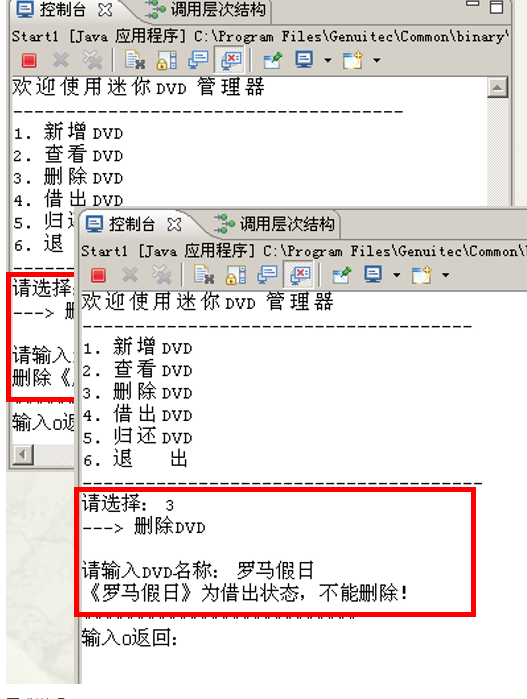 控制台 调用层次结构
Start1 [Java 应用程序] C:\Program Files\Genuitec\Common\binary\
欢迎使用迷你DVD 管理器
---------------------------------
1. 新增DVD
2. 查看DVD
3. 删除DVD
4. 借出DVD
5. 归
6. 退
请选择
---> 
请输入
删除《
输入0返
控制台 调用层次结构
Start1 [Java 应用程序] C:\Program Files\Genuitec\Common\
欢迎使用迷你DVD 管理器
---------------------------------
1. 新增DVD
2. 查看DVD
3. 删除DVD
4. 借出DVD
5. 归还DVD
6. 退 出
----------------------------------
请选择: 3
---> 删除DVD
请输入DVD名称: 罗马假日
《罗马假日》为借出状态,不能删除!
输入0返回: